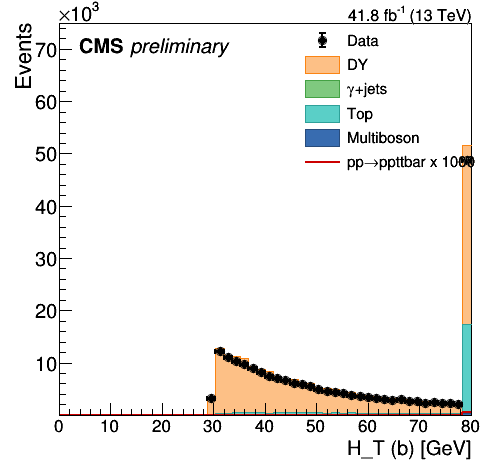 ×10³
41.8 fb⁻¹ (13 TeV)
CMS preliminary
Data
DY
γ+jets
Top
Multiboson
pp→ppttbar x 1000
Events
70
60
50
40
30
20
10
0 10 20 30 40 50 60 70 80
H_T (b) [GeV]